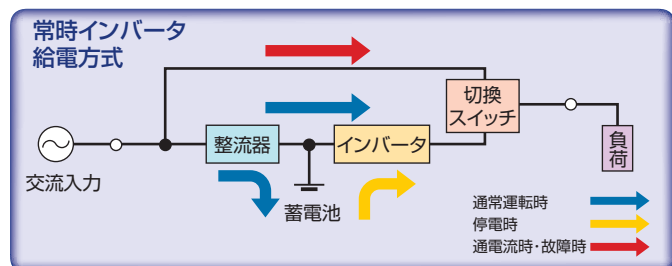 常時インバータ
給電方式
切換
スイッチ
整流器
インバータ
負荷
交流入力
蓄電池
通常運転時
停電時
通電流時・故障時